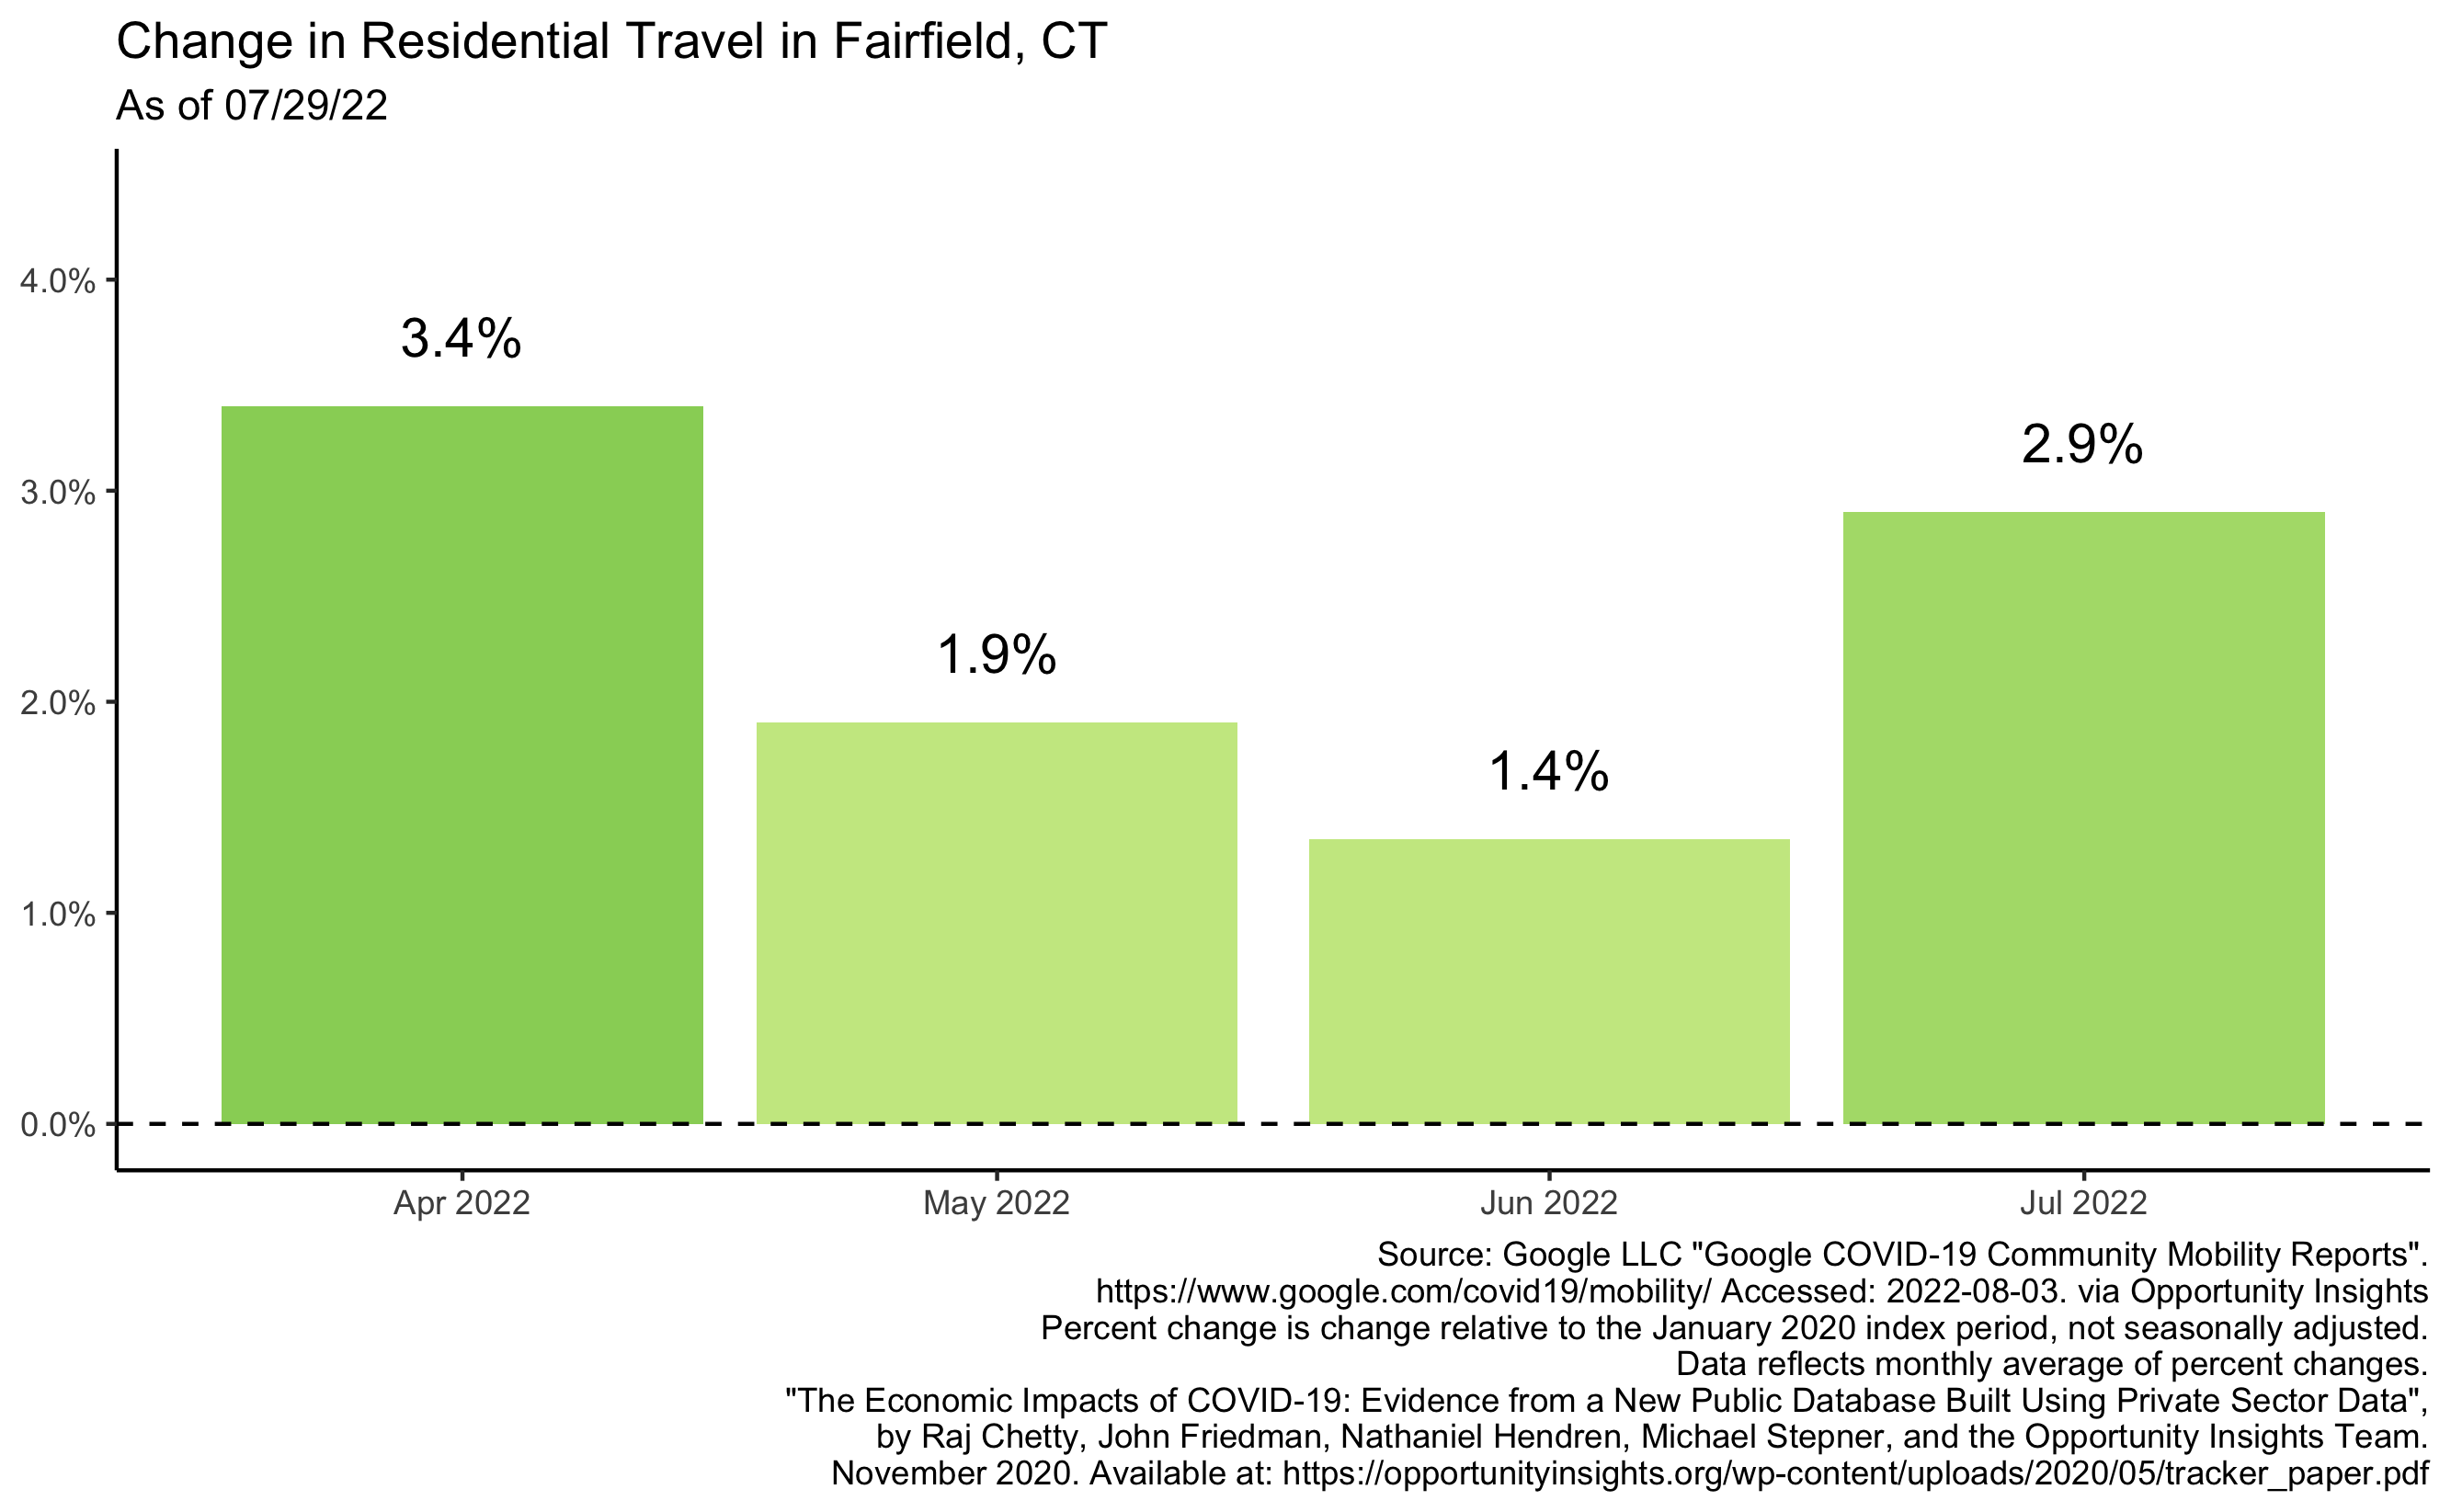 Change in Residential Travel in Fairfield, CT
As of 07/29/22
4.0%
3.0%
2.0%
1.0%
0.0%
3.4%
1.9%
1.4%
2.9%
Apr 2022
May 2022
Jun 2022
Jul 2022
Source: Google LLC "Google COVID-19 Community Mobility Reports".
https://www.google.com/covid19/mobility/ Accessed: 2022-08-03. via Opportunity Insights
Percent change is change relative to the January 2020 index period, not seasonally adjusted.
Data reflects monthly average of percent changes.
"The Economic Impacts of COVID-19: Evidence from a New Public Database Built Using Private Sector Data",
by Raj Chetty, John Friedman, Nathaniel Hendren, Michael Stepner, and the Opportunity Insights Team.
November 2020. Available at: https://opportunityinsights.org/wp-content/uploads/2020/05/tracker_paper.pdf